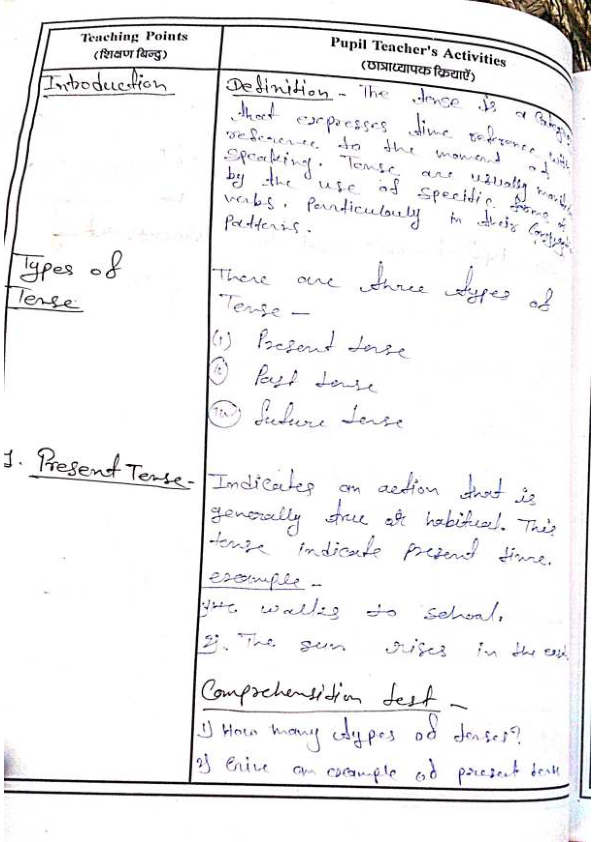 Teaching Points
(शिक्षण बिन्दु)
Pupil Teacher's Activities
(छात्राध्यापक क्रियाएँ)
Introduction
Definition - The tense is a
that expresses time reference with
reference to the moment of
speaking. Tense are usually
by the use of specific forms of
verbs. Particularly in their
Patterns.
Types of
Tense
There are three types of
Tense -
(i) Present tense
(ii) Past tense
(iii) Future tense
1. Present Tense -
Indicates an action that is
generally true or habitual. This
tense indicate present time.
example -
1. He walks to school.
2. The sun rises in the east
Comprehensition test -
1) How many types of tenses?
2) Give an example of present tense